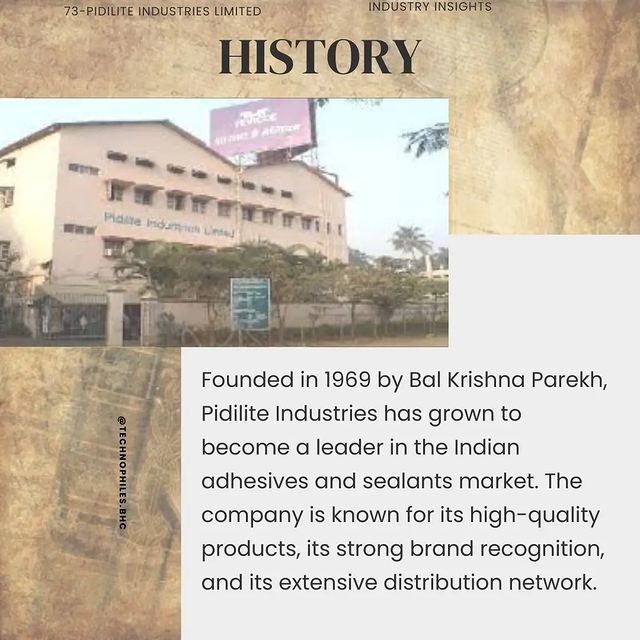 73-PIDILITE INDUSTRIES LIMITED
INDUSTRY INSIGHTS
HISTORY
Pidilite Industries Limited
Founded in 1969 by Bal Krishna Parekh,
Pidilite Industries has grown to
become a leader in the Indian
adhesives and sealants market. The
company is known for its high-quality
products, its strong brand recognition,
and its extensive distribution network.
@TECHNOPHILES.BHC